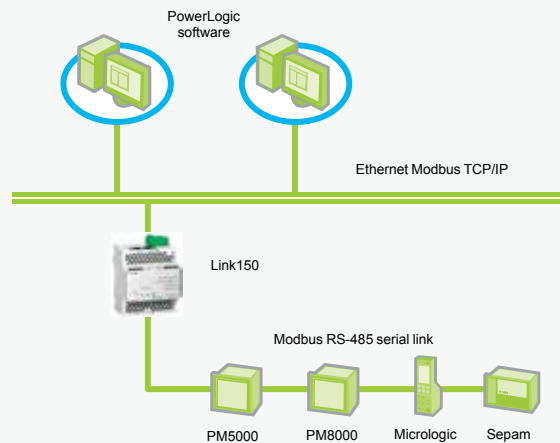 PowerLogic
software
Ethernet Modbus TCP/IP
Link150
Modbus RS-485 serial link
PM5000
PM8000
Micrologic
Sepam